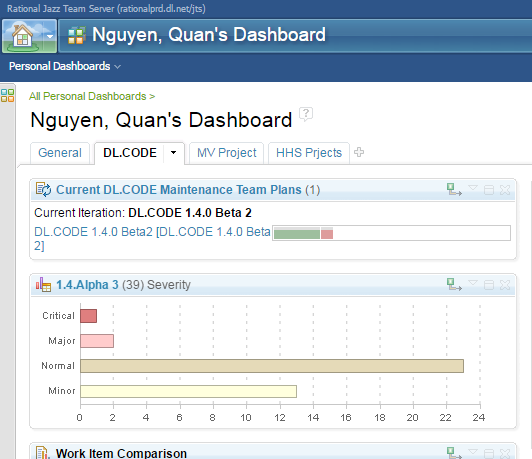 Rational Jazz Team Server (rationalprd.dl.net/jts)
Nguyen, Quan's Dashboard
Personal Dashboards
All Personal Dashboards >
Nguyen, Quan's Dashboard ?
General DL.CODE MV Project HHS Prjects
Current DL.CODE Maintenance Team Plans (1)
Current Iteration: DL.CODE 1.4.0 Beta 2
DL.CODE 1.4.0 Beta2 [DL.CODE 1.4.0 Beta
2]
1.4.Alpha 3 (39) Severity
Critical
Major
Normal
Minor
0 2 4 6 8 10 12 14 16 18 20 22 24
Work Item Comparison